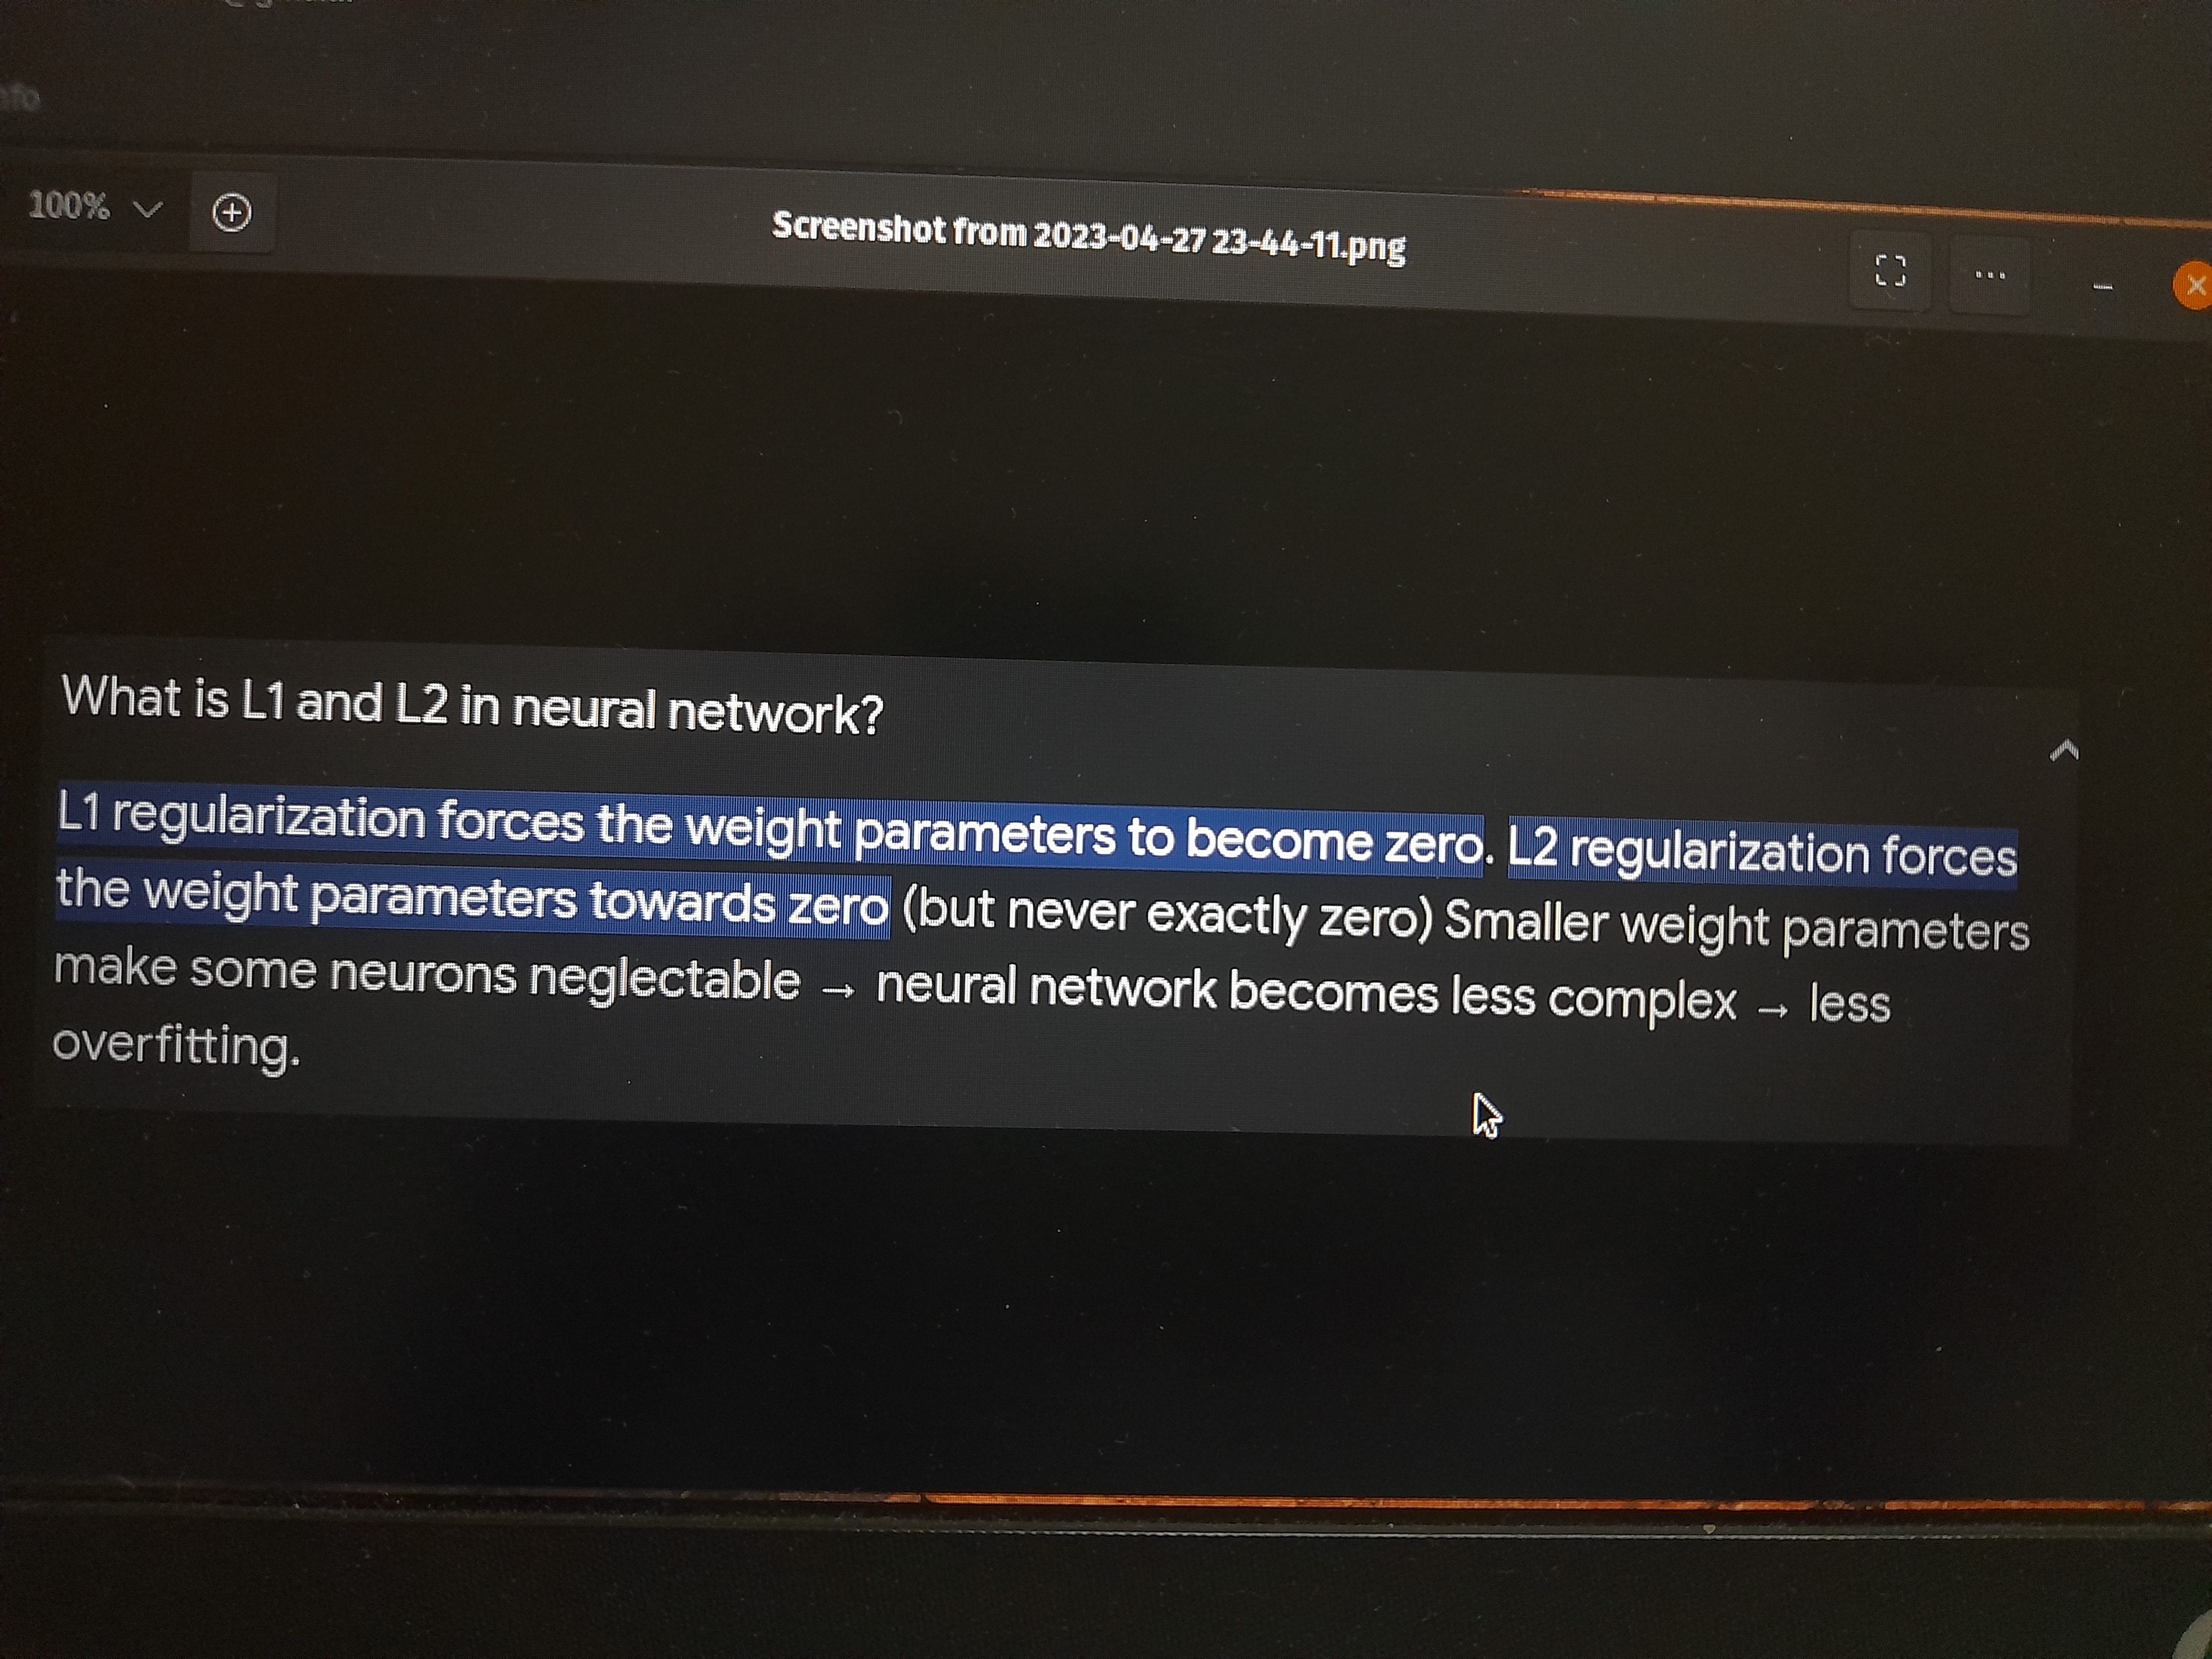 100%
Screenshot from 2023-04-27 23-44-11.png
What is L1 and L2 in neural network?
L1 regularization forces the weight parameters to become zero. L2 regularization forces
the weight parameters towards zero (but never exactly zero) Smaller weight parameters
make some neurons neglectable → neural network becomes less complex → less
overfitting.